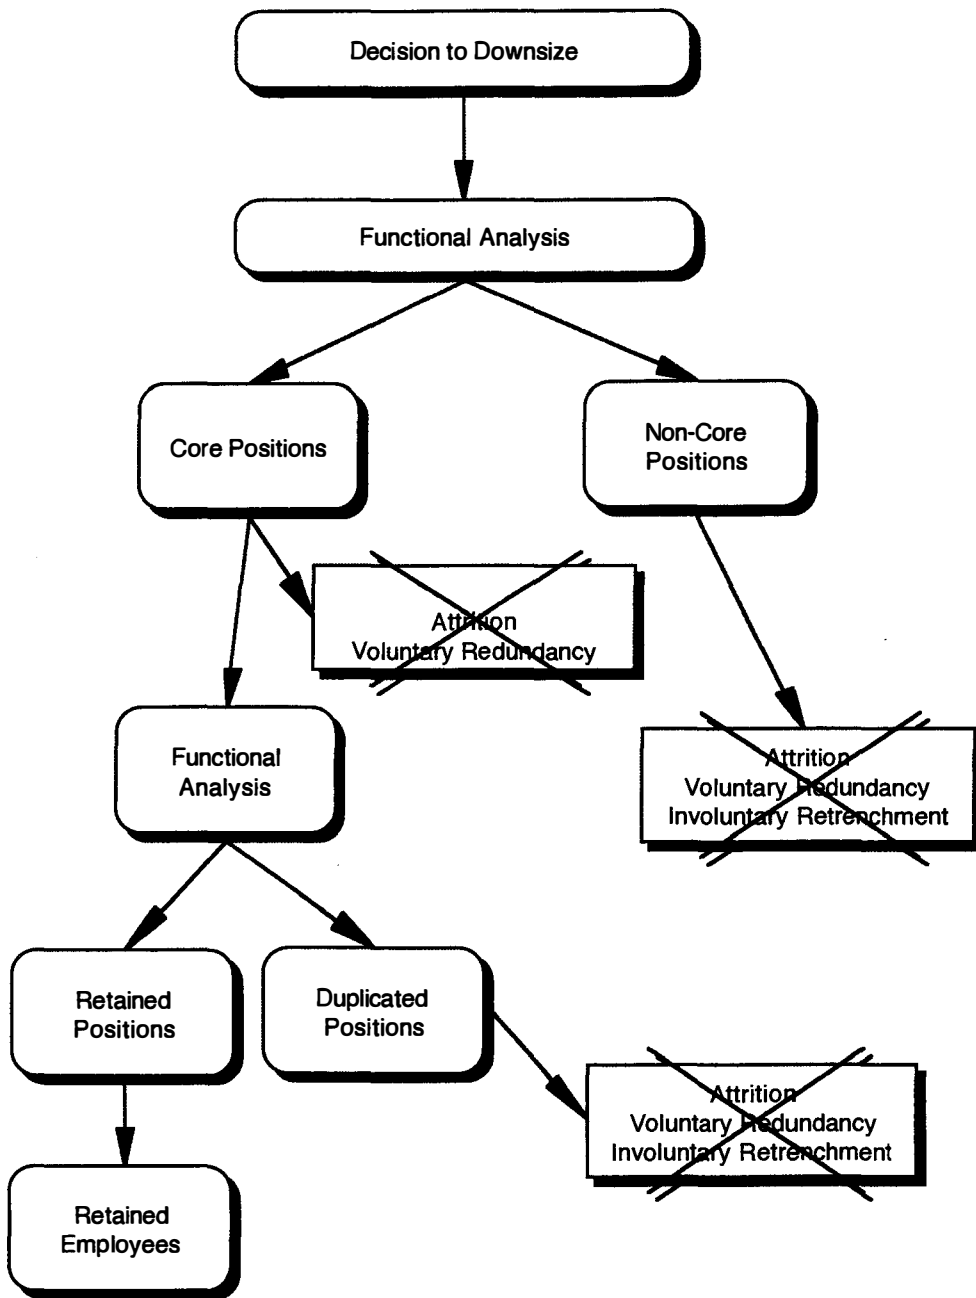 Decision to Downsize
Functional Analysis
Core Positions
Non-Core
Positions
Attrition
Voluntary Redundancy
Functional
Analysis
Attrition
Voluntary Redundancy
Involuntary Retrenchment
Retained
Positions
Duplicated
Positions
Attrition
Voluntary Redundancy
Involuntary Retrenchment
Retained
Employees